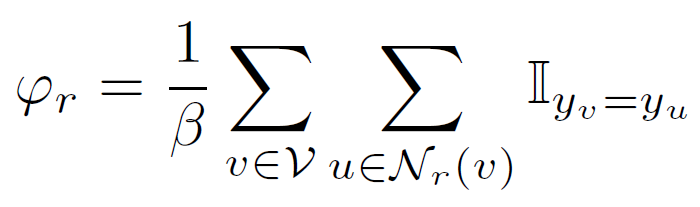 φ_r = \frac{1}{β} \sum_{v∈\mathcal{V}} \sum_{u∈\mathcal{N}_r(v)} \mathbb{I}_{y_v=y_u}